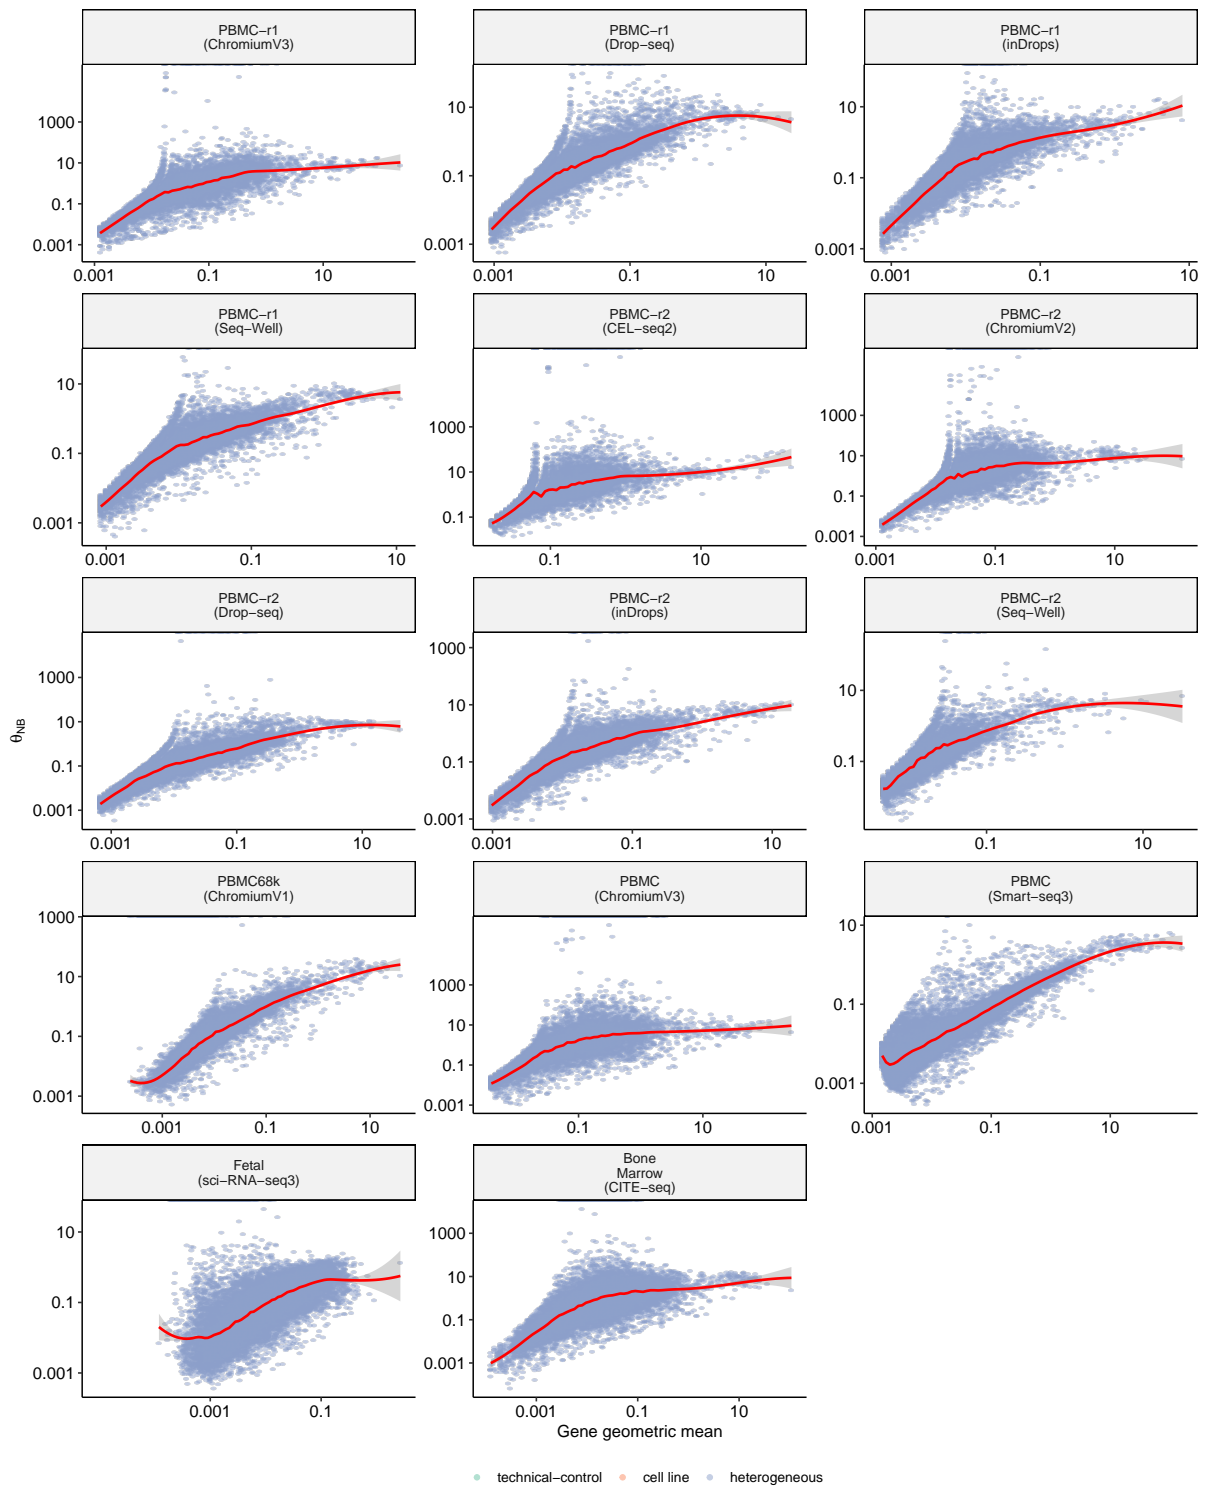 PBMC−r1
(ChromiumV3)
PBMC−r1
(Drop−seq)
PBMC−r1
(inDrops)
1000
10
0.1
0.001
0.001
0.1
10
10
0.1
0.001
0.001
0.1
10
10
0.1
0.001
0.001
0.1
10
PBMC−r1
(Seq−Well)
PBMC−r2
(CEL−seq2)
PBMC−r2
(ChromiumV2)
10
0.1
0.001
0.001
0.1
10
1000
10
0.1
0.1
10
1000
10
0.1
0.001
0.001
0.1
10
PBMC−r2
(Drop−seq)
PBMC−r2
(inDrops)
PBMC−r2
(Seq−Well)
1000
10
0.1
0.001
0.001
0.1
10
1000
10
0.1
0.001
0.001
0.1
10
10
0.1
0.1
10
θNB
PBMC68k
(ChromiumV1)
PBMC
(ChromiumV3)
PBMC
(Smart−seq3)
1000
10
0.1
0.001
0.001
0.1
10
1000
10
0.1
0.001
0.1
10
10
0.1
0.001
0.001
0.1
10
Fetal
(sci−RNA−seq3)
Bone
Marrow
(CITE−seq)
10
0.1
0.001
0.001
0.1
1000
10
0.1
0.001
0.001
0.1
10
Gene geometric mean
technical−control cell line heterogeneous